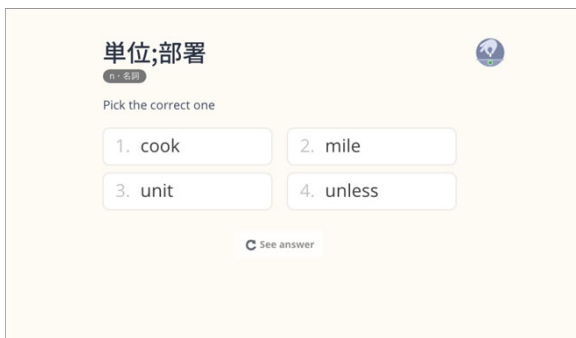 単位;部署
n・名詞
Pick the correct one
1. cook
2. mile
3. unit
4. unless
See answer